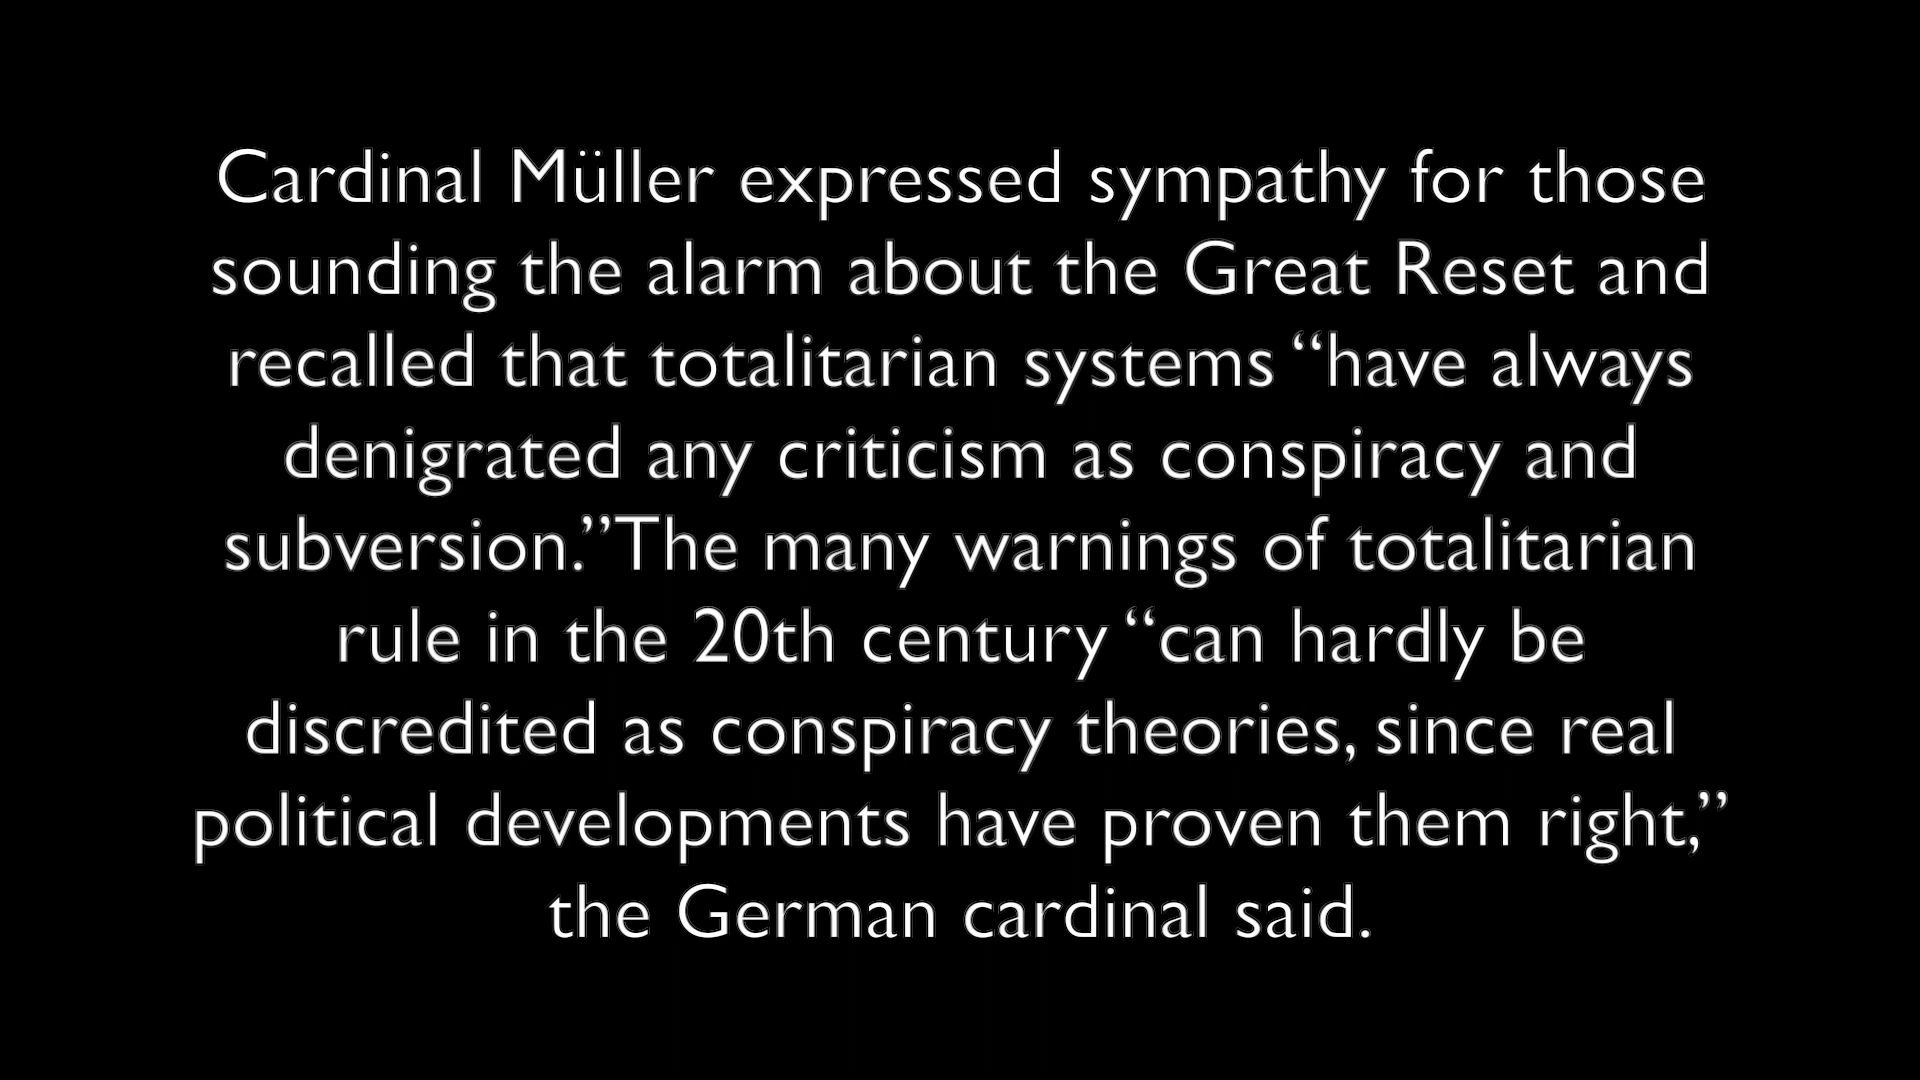 Cardinal Müller expressed sympathy for those
sounding the alarm about the Great Reset and
recalled that totalitarian systems “have always
denigrated any criticism as conspiracy and
subversion.” The many warnings of totalitarian
rule in the 20th century “can hardly be
discredited as conspiracy theories, since real
political developments have proven them right,”
the German cardinal said.